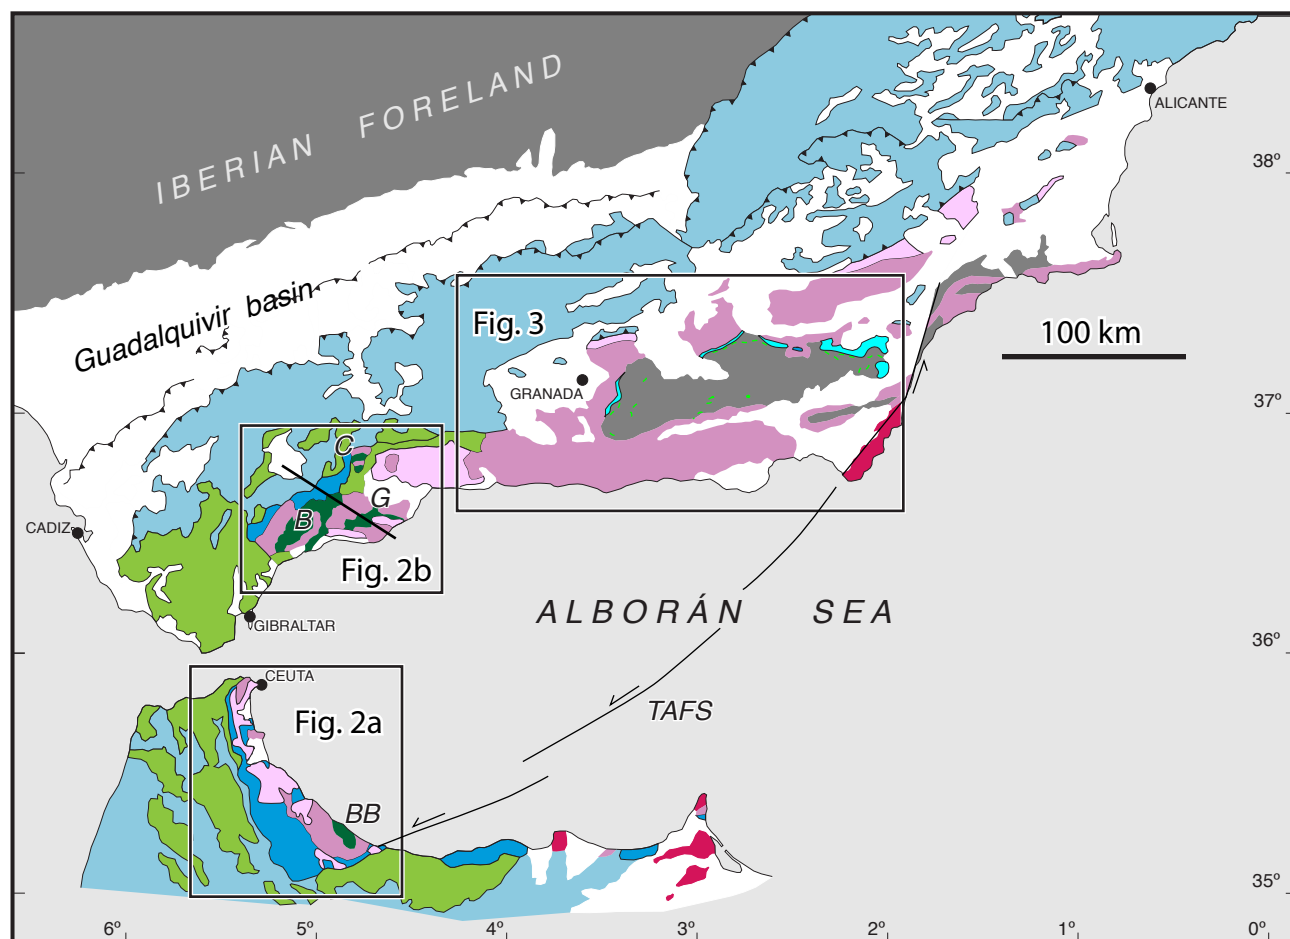 IBERIAN FORELAND
ALICANTE
38º
Guadalquivir basin
Fig. 3
100 km
GRANADA
37º
C
G
B
CADIZ
Fig. 2b
ALBORÁN SEA
GIBRALTAR
36º
CEUTA
Fig. 2a
TAFS
BB
35º
6º 5º 4º 3º 2º 1º 0º